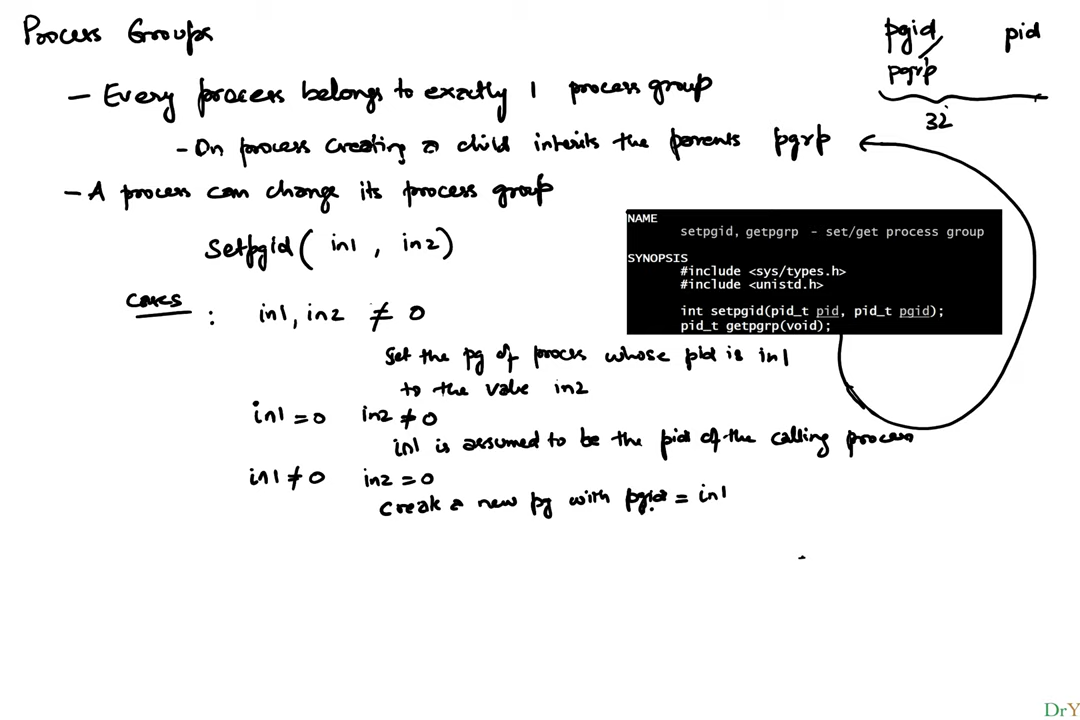 Process Groups
pgid/ pid
pgrp
32
- Every process belongs to exactly 1 process group
- On process creating a child inherits the parents pgrp
- A process can change its process group
setpgid( in1 , in2 )
NAME
setpgid, getpgrp - set/get process group
SYNOPSIS
#include <sys/types.h>
#include <unistd.h>
int setpgid(pid_t pid, pid_t pgid);
pid_t getpgrp(void);
cases : in1, in2 ≠ 0
Set the pg of process whose pid is in1
to the value in2
in1 = 0 in2 ≠ 0
in1 is assumed to be the pid of the calling process
in1 ≠ 0 in2 = 0
create a new pg with pgid = in1
DrY